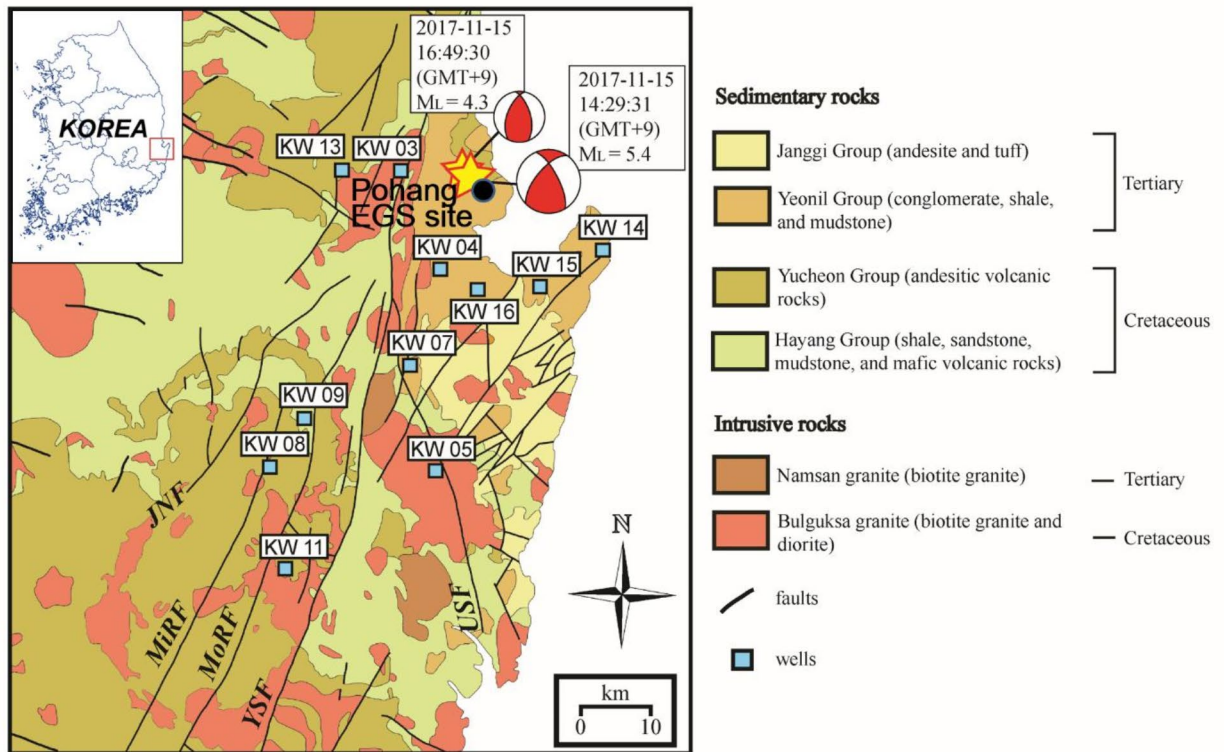 KOREA
2017-11-15
16:49:30
(GMT+9)
ML = 4.3
2017-11-15
14:29:31
(GMT+9)
ML = 5.4
KW 13
KW 03
Pohang
EGS site
KW 14
KW 04
KW 15
KW 16
KW 07
KW 09
KW 08
KW 05
JNF
KW 11
MiRF
MoRF
YSF
USF
N
km
0 10
Sedimentary rocks
Janggi Group (andesite and tuff)
Yeonil Group (conglomerate, shale,
and mudstone)
Tertiary
Yucheon Group (andesitic volcanic
rocks)
Hayang Group (shale, sandstone,
mudstone, and mafic volcanic rocks)
Cretaceous
Intrusive rocks
Namsan granite (biotite granite)
Tertiary
Bulguksa granite (biotite granite and
diorite)
Cretaceous
faults
wells